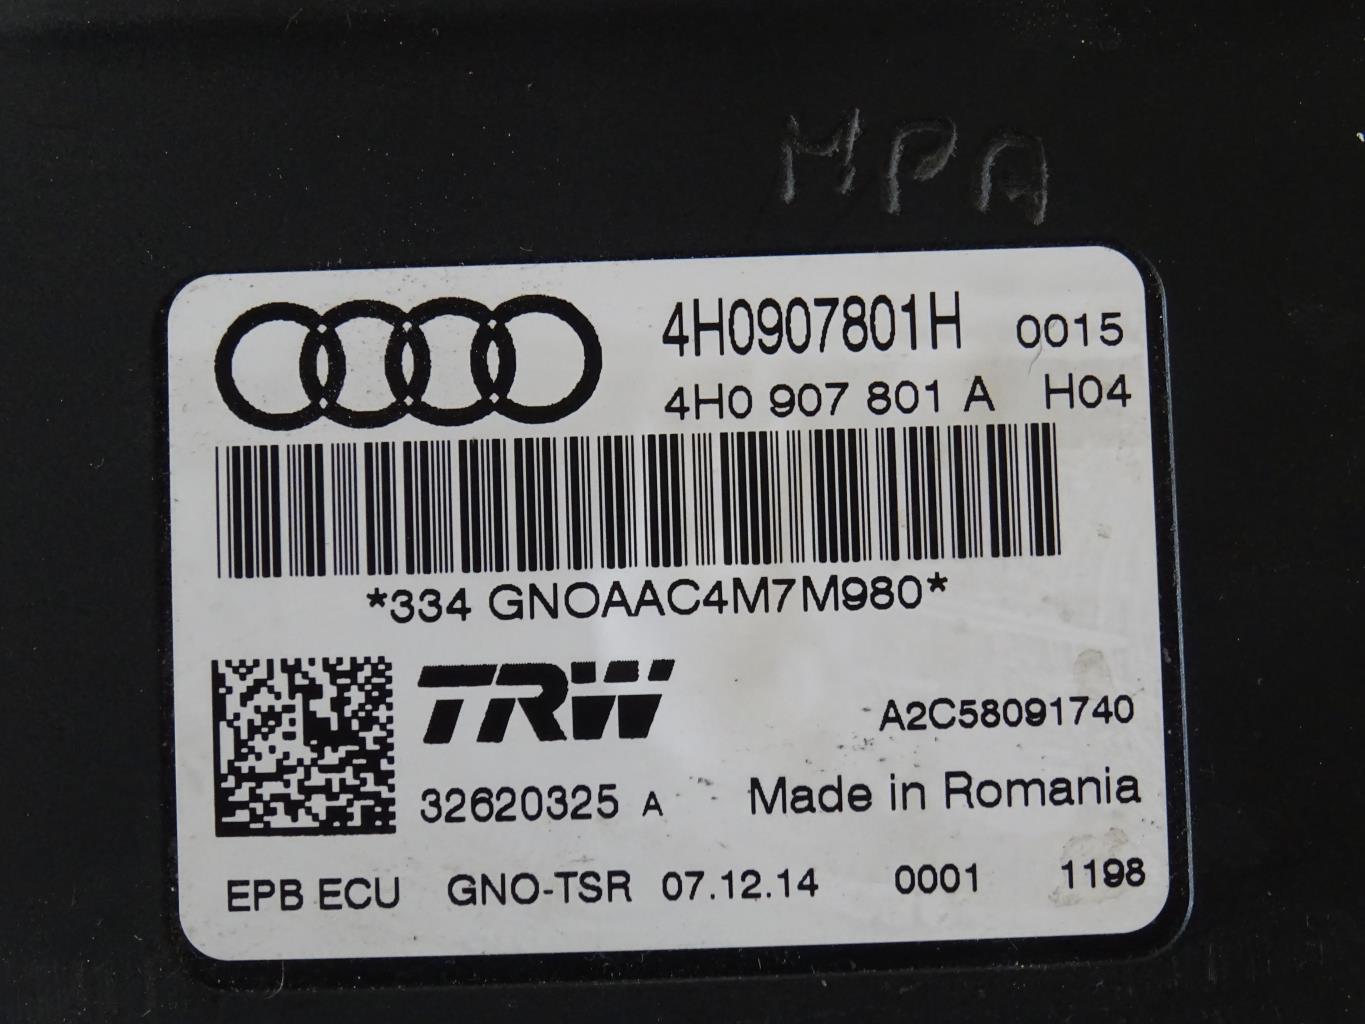 MPA
4H0907801H 0015
4H0 907 801 A H04
*334 GNOAAC4M7M980*
TRW A2C58091740
32620325 A Made in Romania
EPB ECU GNO-TSR 07.12.14 0001 1198